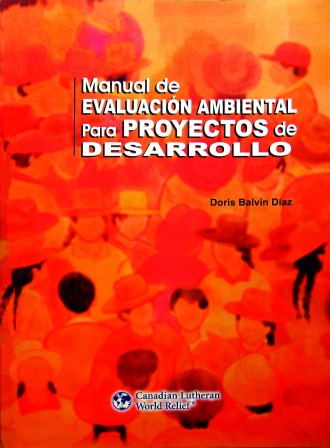 Manual de
EVALUACIÓN AMBIENTAL
Para PROYECTOS de
DESARROLLO
Doris Balvín Díaz
Canadian Lutheran
World Relief